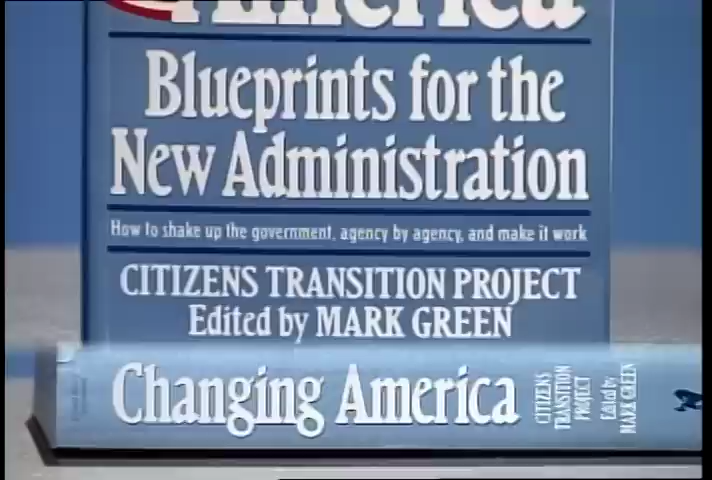 America
Blueprints for the
New Administration
How to shake up the government, agency by agency, and make it work
CITIZENS TRANSITION PROJECT
Edited by MARK GREEN
Changing America
CITIZENS
TRANSITION
PROJECT
Edited by
MARK GREEN